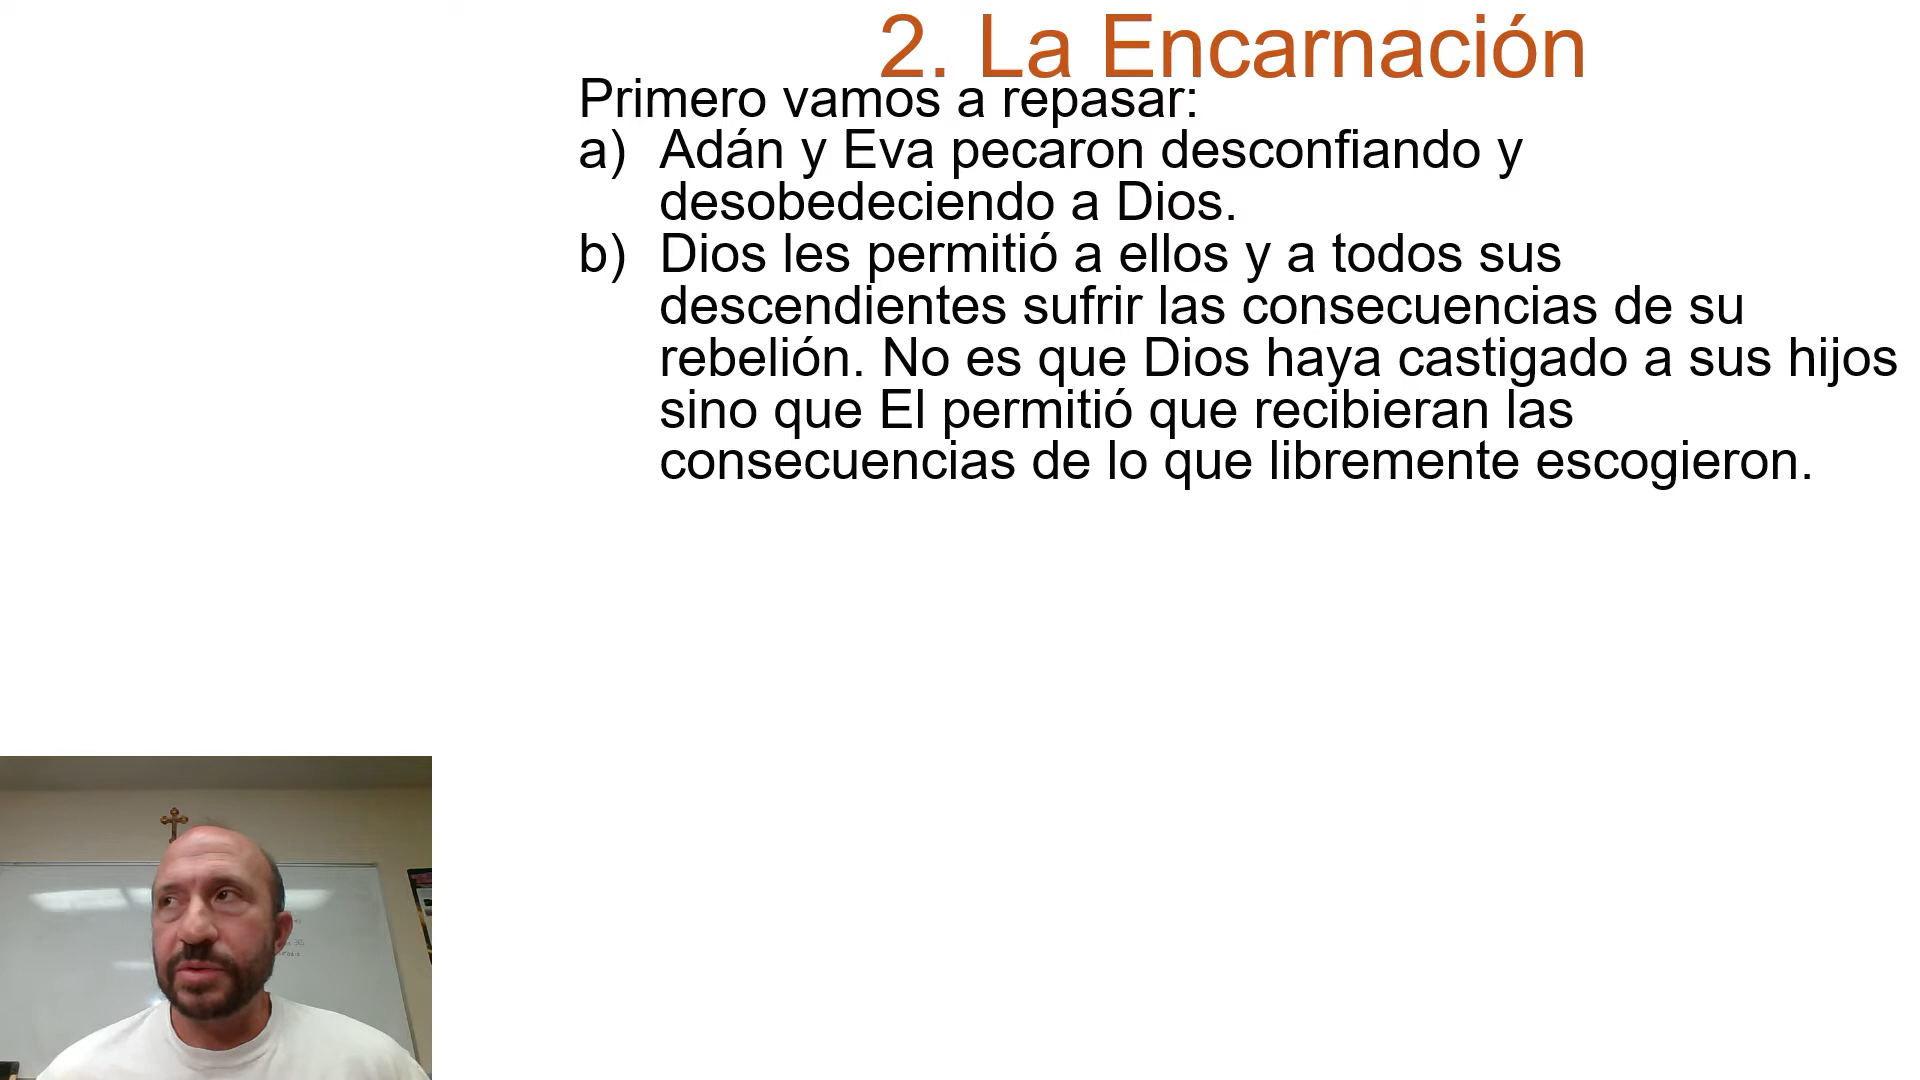 2. La Encarnación
Primero vamos a repasar:
a) Adán y Eva pecaron desconfiando y
desobedeciendo a Dios.
b) Dios les permitió a ellos y a todos sus
descendientes sufrir las consecuencias de su
rebelión. No es que Dios haya castigado a sus hijos
sino que El permitió que recibieran las
consecuencias de lo que libremente escogieron.